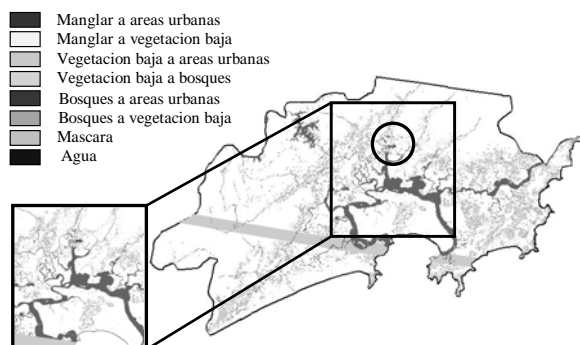 Manglar a areas urbanas
Manglar a vegetacion baja
Vegetacion baja a areas urbanas
Vegetacion baja a bosques
Bosques a areas urbanas
Bosques a vegetacion baja
Mascara
Agua